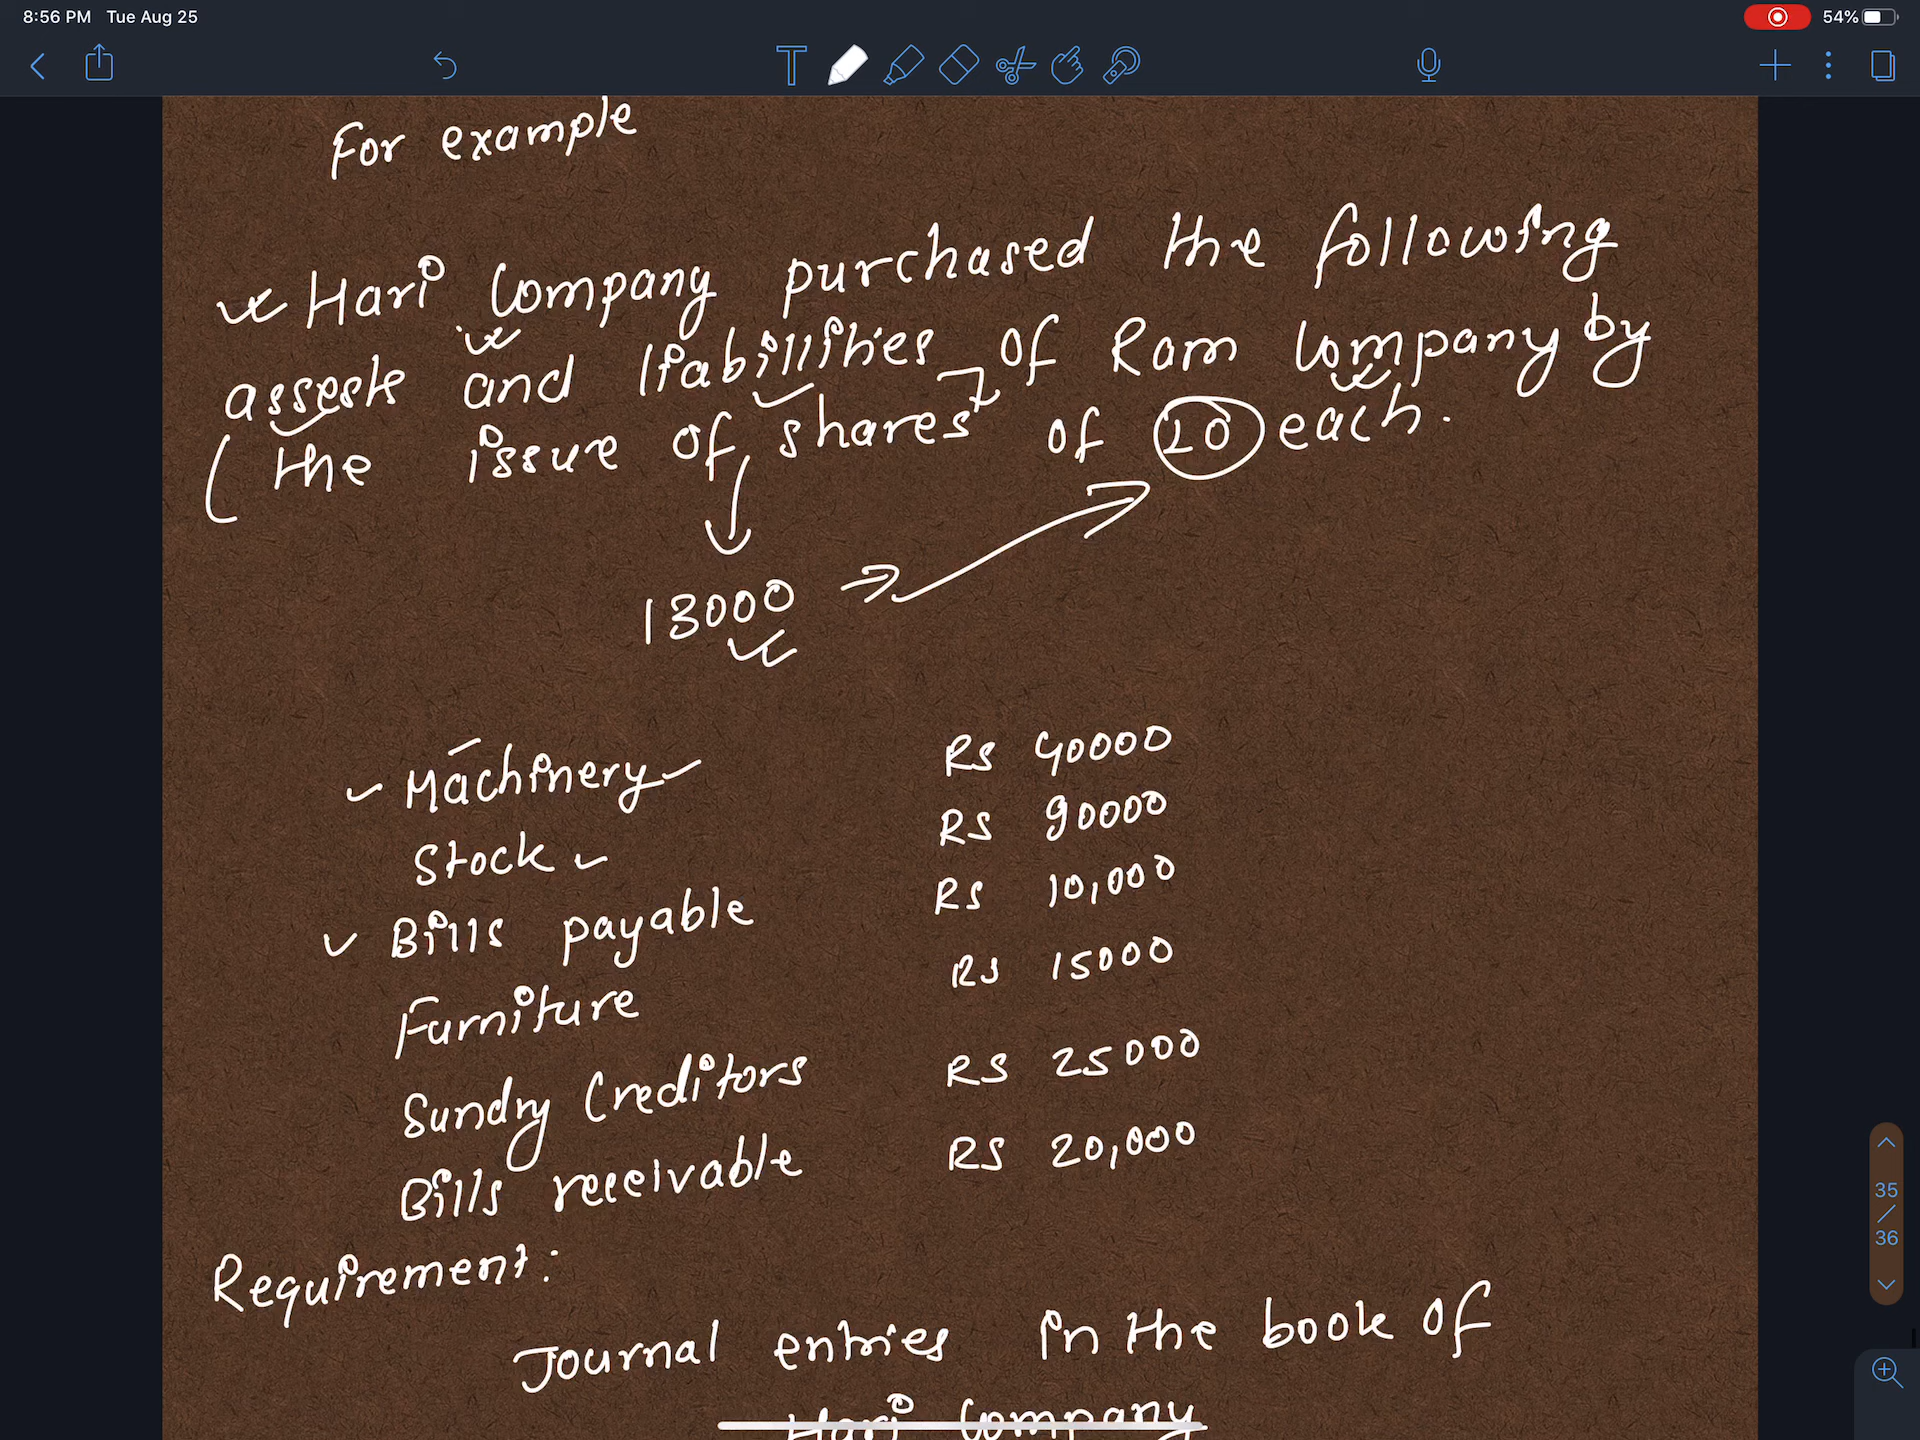 8:56 PM Tue Aug 25
54%
For example
Hari Company purchased the following
assests and liabilities of Ram Company by
the issue of shares of 10 each.
13000
Machinery Rs 40000
Stock Rs 90000
Bills payable Rs 10,000
Furniture Rs 15000
Sundry Creditors Rs 25000
Bills receivable Rs 20,000
Requirement:
Journal entries in the book of
Hari Company
35
/
36